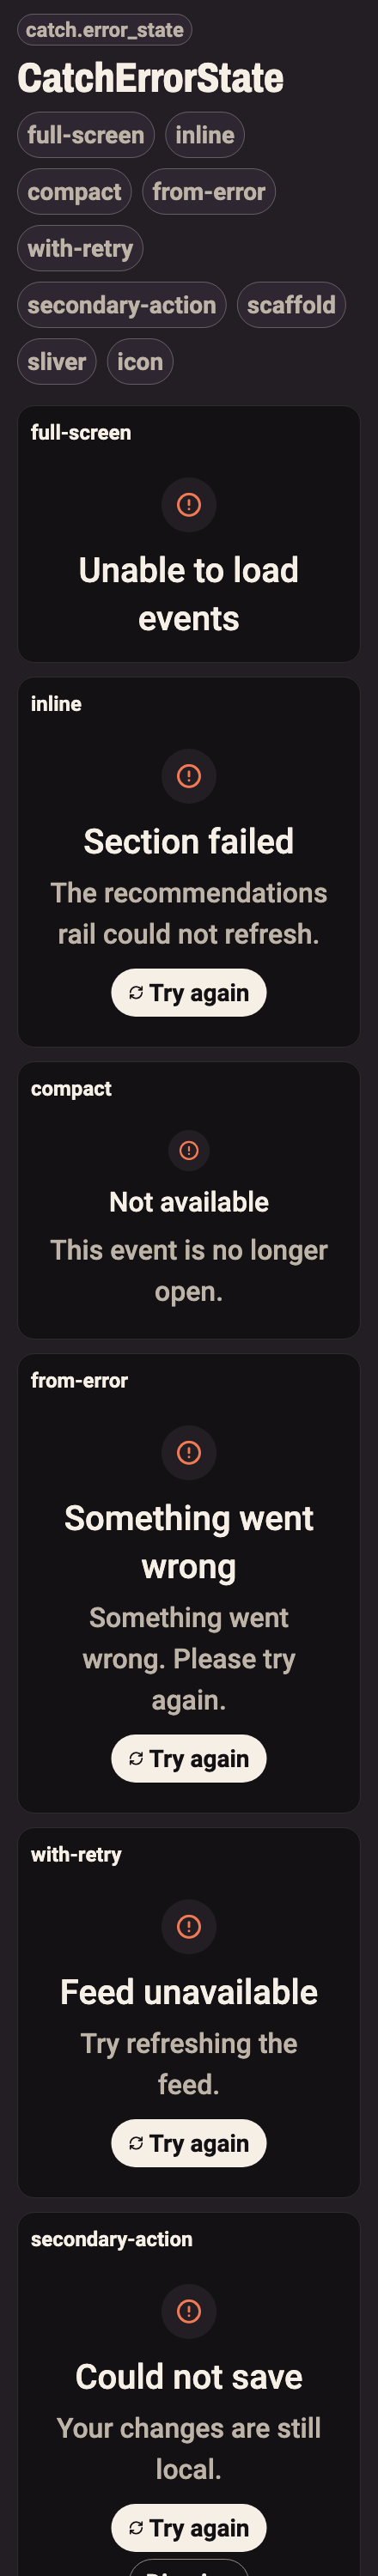 catch.error_state
CatchErrorState
full-screen inline
compact from-error
with-retry
secondary-action scaffold
sliver icon
full-screen
Unable to load
events
inline
Section failed
The recommendations
rail could not refresh.
Try again
compact
Not available
This event is no longer
open.
from-error
Something went
wrong
Something went
wrong. Please try
again.
Try again
with-retry
Feed unavailable
Try refreshing the
feed.
Try again
secondary-action
Could not save
Your changes are still
local.
Try again